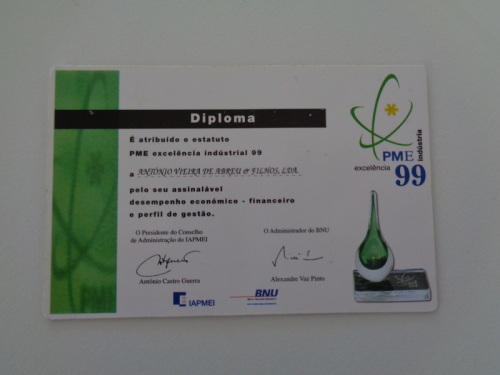 Diploma
É atribuído o estatuto
PME excelência indústrial 99
a ANTÓNIO VIEIRA DE ABREU & FILHOS, LDA.
pelo seu assinalável
desempenho económico - financeiro
e perfil de gestão.
O Presidente do Conselho
de Administração do IAPMEI
António Castro Guerra
O Administrador do BNU
Alexandre Vaz Pinto
IAPMEI
BNU
PME
indústria
excelência
99